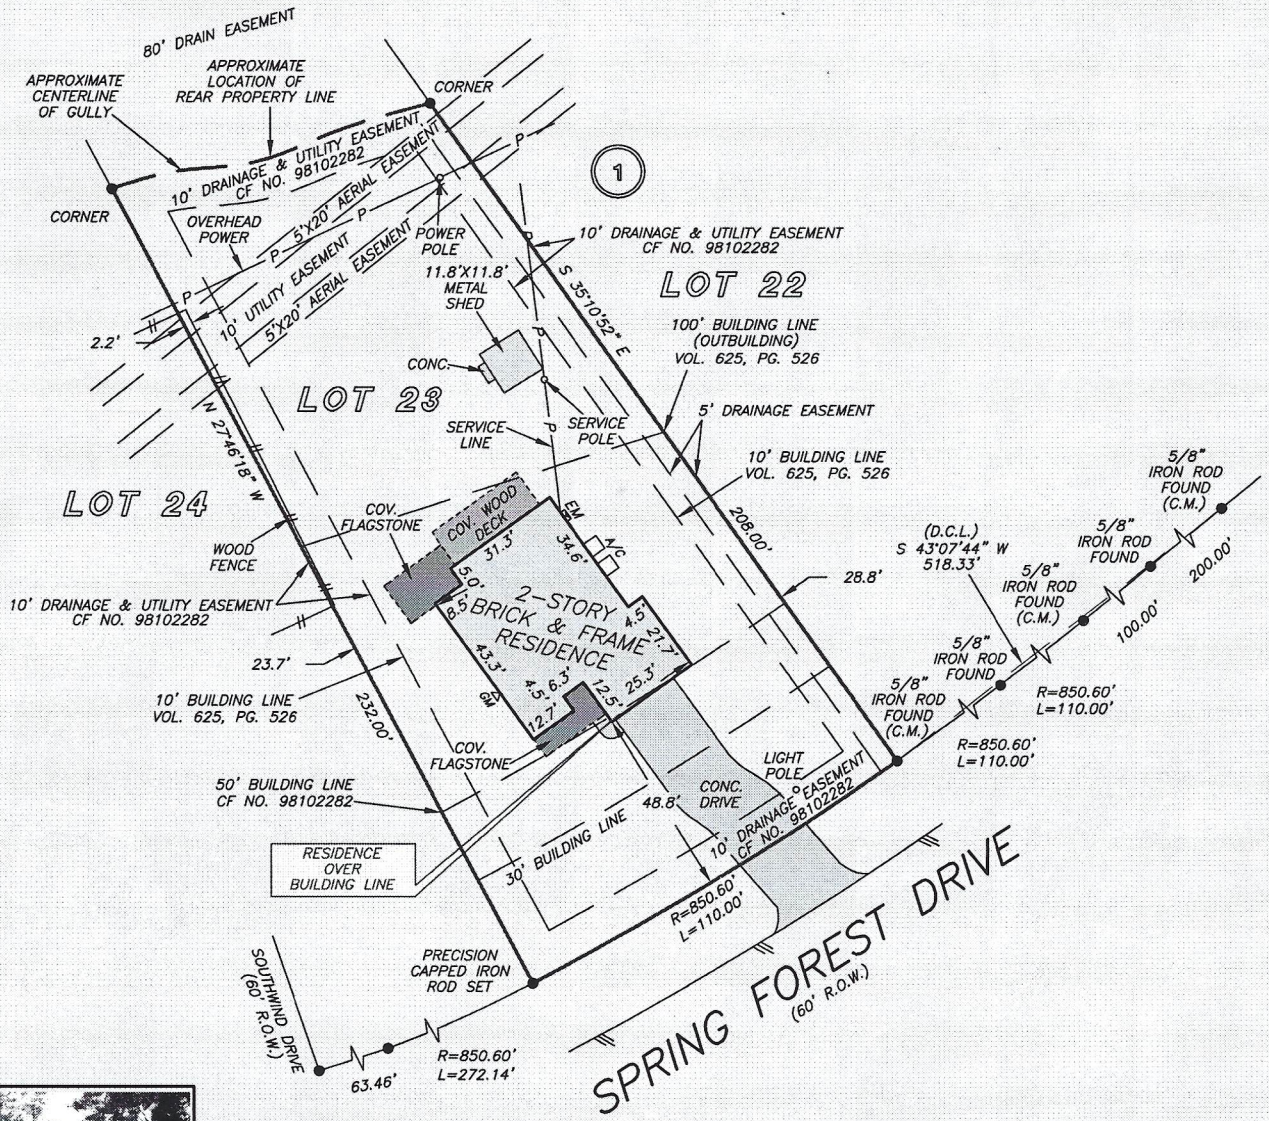 80' DRAIN EASEMENT
APPROXIMATE
CENTERLINE
OF GULLY
APPROXIMATE
LOCATION OF
REAR PROPERTY LINE
CORNER
CORNER
10' DRAINAGE & UTILITY EASEMENT
CF NO. 98102282
5'X20' AERIAL EASEMENT
OVERHEAD
POWER
P
P
P
P
10' UTILITY EASEMENT
5'X20' AERIAL EASEMENT
POWER
POLE
1
10' DRAINAGE & UTILITY EASEMENT
CF NO. 98102282
LOT 22
S 35°10'52" E
11.8'X11.8'
METAL
SHED
P
P
P
CONC.
2.2'
100' BUILDING LINE
(OUTBUILDING)
VOL. 625, PG. 526
LOT 23
SERVICE
LINE
SERVICE
POLE
5' DRAINAGE EASEMENT
10' BUILDING LINE
VOL. 625, PG. 526
N 27°46'18" W
LOT 24
COV.
FLAGSTONE
COV. WOOD
DECK
EM
A/C
208.00'
WOOD
FENCE
31.3'
34.6'
5.0'
8.5'
2-STORY
BRICK & FRAME
RESIDENCE
4.5'
21.7'
43.3'
GM
4.5'
6.3'
12.5'
25.3'
12.7'
28.8'
10' DRAINAGE & UTILITY EASEMENT
CF NO. 98102282
23.7'
10' BUILDING LINE
VOL. 625, PG. 526
232.00'
COV.
FLAGSTONE
50' BUILDING LINE
CF NO. 98102282
RESIDENCE
OVER
BUILDING LINE
30' BUILDING LINE
48.8'
CONC.
DRIVE
LIGHT
POLE
10' DRAINAGE EASEMENT
CF NO. 98102282
(D.C.L.)
S 43°07'44" W
518.33'
5/8"
IRON ROD
FOUND
(C.M.)
5/8"
IRON ROD
FOUND
5/8"
IRON ROD
FOUND
(C.M.)
5/8"
IRON ROD
FOUND
5/8"
IRON ROD
FOUND
(C.M.)
200.00'
100.00'
R=850.60'
L=110.00'
R=850.60'
L=110.00'
R=850.60'
L=110.00'
SPRING FOREST DRIVE
(60' R.O.W.)
PRECISION
CAPPED IRON
ROD SET
SOUTHWIND DRIVE
(60' R.O.W.)
63.46'
R=850.60'
L=272.14'